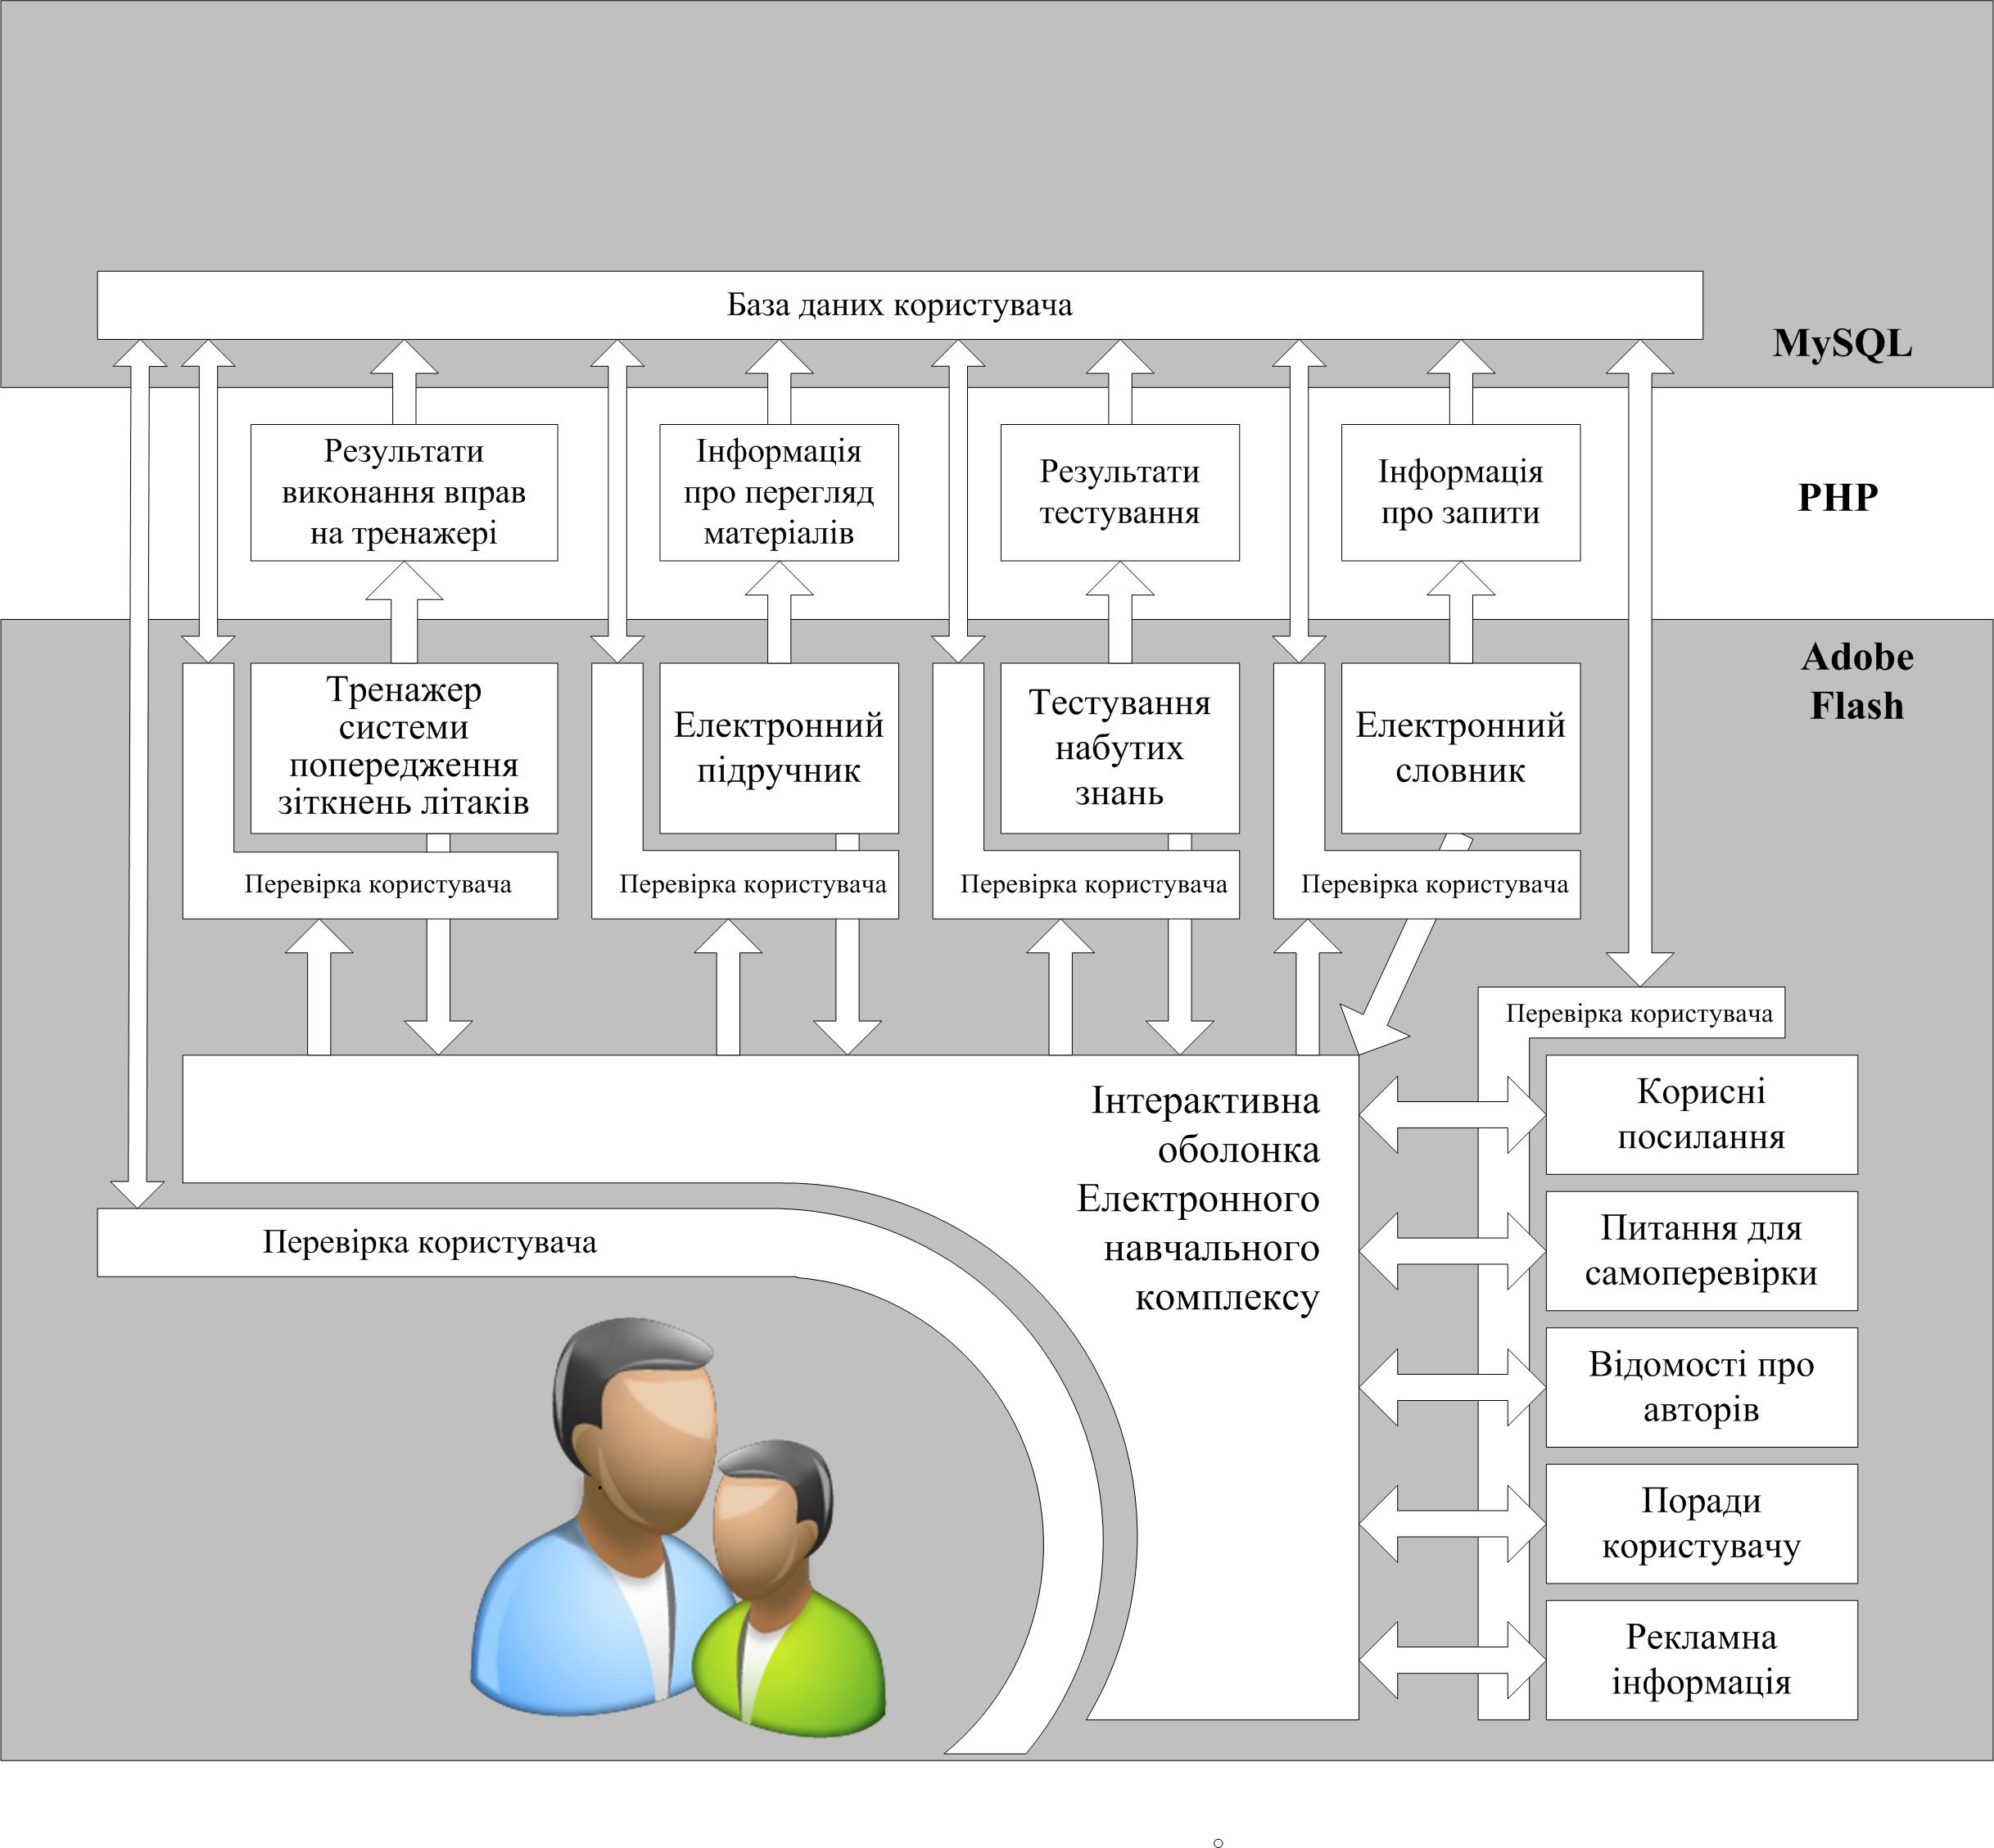 База даних користувача
MySQL
Результати
виконання вправ
на тренажері
Інформація
про перегляд
матеріалів
Результати
тестування
Інформація
про запити
PHP
Adobe
Flash
Тренажер
системи
попередження
зіткнень літаків
Електронний
підручник
Тестування
набутих
знань
Електронний
словник
Перевірка користувача
Перевірка користувача
Перевірка користувача
Перевірка користувача
Перевірка користувача
Інтерактивна
оболонка
Електронного
навчального
комплексу
Корисні
посилання
Питання для
самоперевірки
Перевірка користувача
Відомості про
авторів
Поради
користувачу
Рекламна
інформація